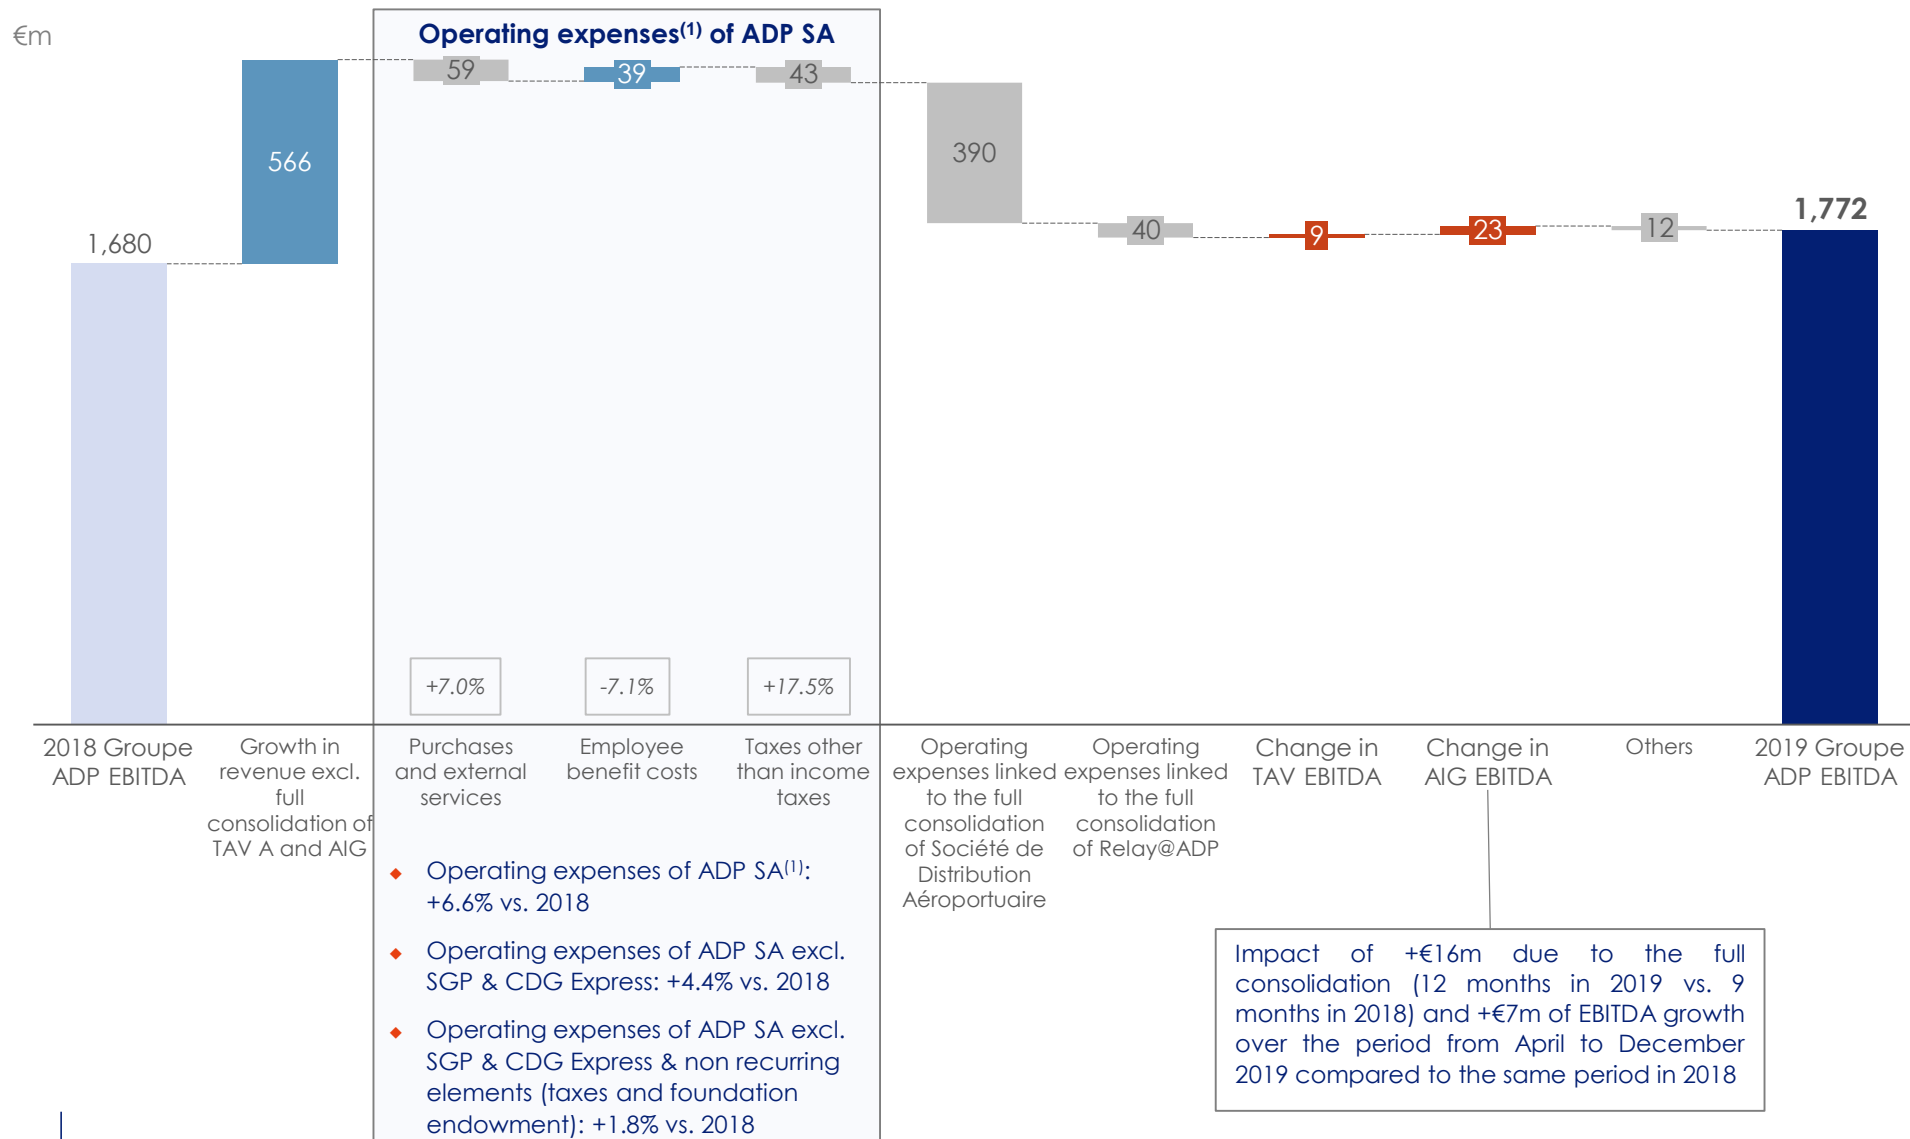 €m
Operating expenses(1) of ADP SA
59
39
43
566
390
1,680
40
9
23
12
1,772
+7.0%
-7.1%
+17.5%
2018 Groupe
ADP EBITDA
Growth in
revenue excl.
full
consolidation of
TAV A and AIG
Purchases
and external
services
Employee
benefit costs
Taxes other
than income
taxes
Operating
expenses linked
to the full
consolidation
of Société de
Distribution
Aéroportuaire
Operating
expenses linked
to the full
consolidation
of Relay@ADP
Change in
TAV EBITDA
Change in
AIG EBITDA
Others
2019 Groupe
ADP EBITDA
◆ Operating expenses of ADP SA(1):
+6.6% vs. 2018
◆ Operating expenses of ADP SA excl.
SGP & CDG Express: +4.4% vs. 2018
◆ Operating expenses of ADP SA excl.
SGP & CDG Express & non recurring
elements (taxes and foundation
endowment): +1.8% vs. 2018
Impact of +€16m due to the full
consolidation (12 months in 2019 vs. 9
months in 2018) and +€7m of EBITDA growth
over the period from April to December
2019 compared to the same period in 2018